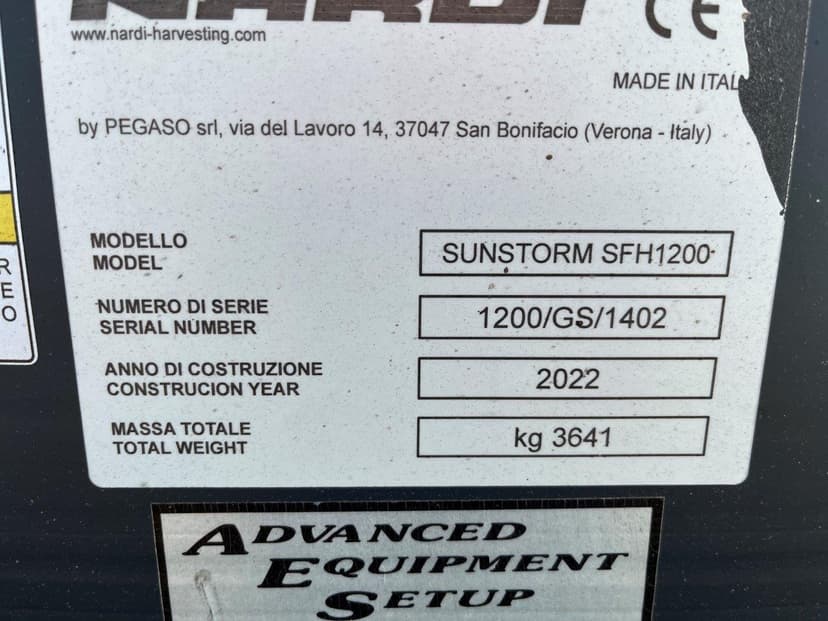 NARDI CE
www.nardi-harvesting.com
MADE IN ITAL
by PEGASO srl, via del Lavoro 14, 37047 San Bonifacio (Verona - Italy)
MODELLO
MODEL
SUNSTORM SFH1200
NUMERO DI SERIE
SERIAL NUMBER
1200/GS/1402
ANNO DI COSTRUZIONE
CONSTRUCION YEAR
2022
MASSA TOTALE
TOTAL WEIGHT
kg 3641
R
E
O
ADVANCED
EQUIPMENT
SETUP